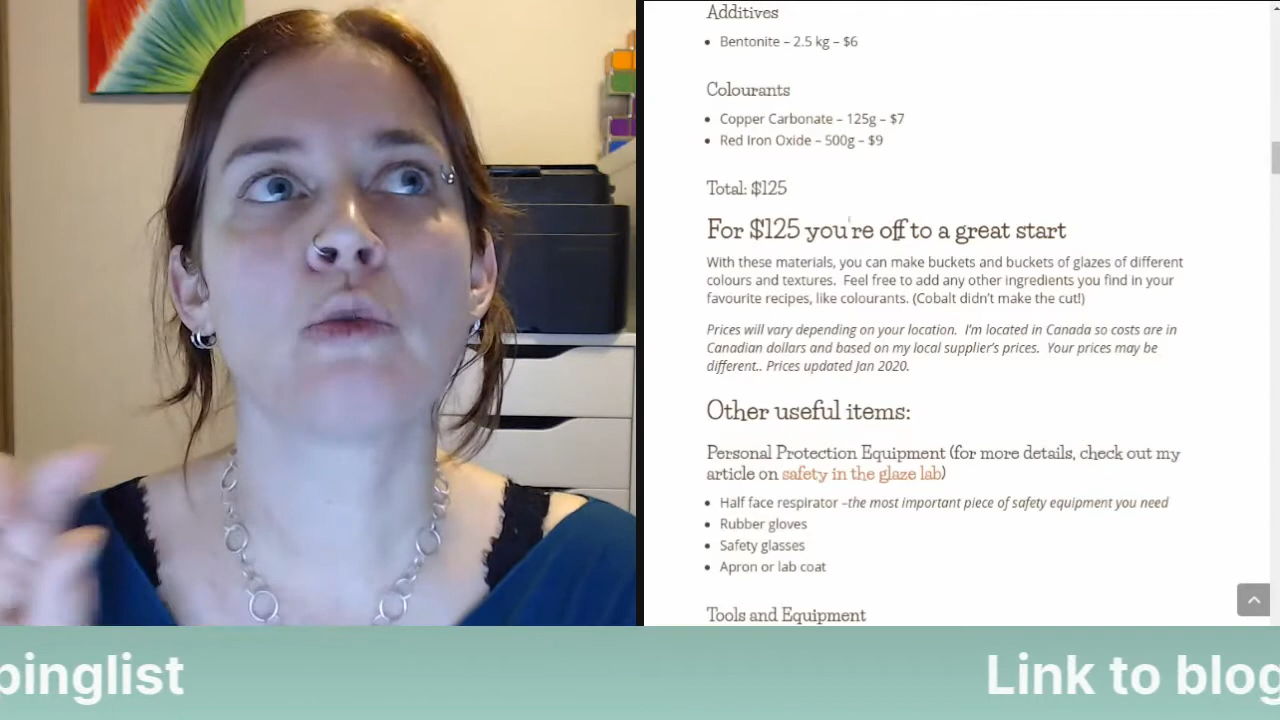 Additives
Bentonite – 2.5 kg – $6
Colourants
Copper Carbonate – 125g – $7
Red Iron Oxide – 500g – $9
Total: $125
For $125 you're off to a great start
With these materials, you can make buckets and buckets of glazes of different
colours and textures. Feel free to add any other ingredients you find in your
favourite recipes, like colourants. (Cobalt didn't make the cut!)
Prices will vary depending on your location. I'm located in Canada so costs are in
Canadian dollars and based on my local supplier's prices. Your prices may be
different.. Prices updated Jan 2020.
Other useful items:
Personal Protection Equipment (for more details, check out my
article on safety in the glaze lab)
Half face respirator –the most important piece of safety equipment you need
Rubber gloves
Safety glasses
Apron or lab coat
Tools and Equipment
pinglist Link to blog